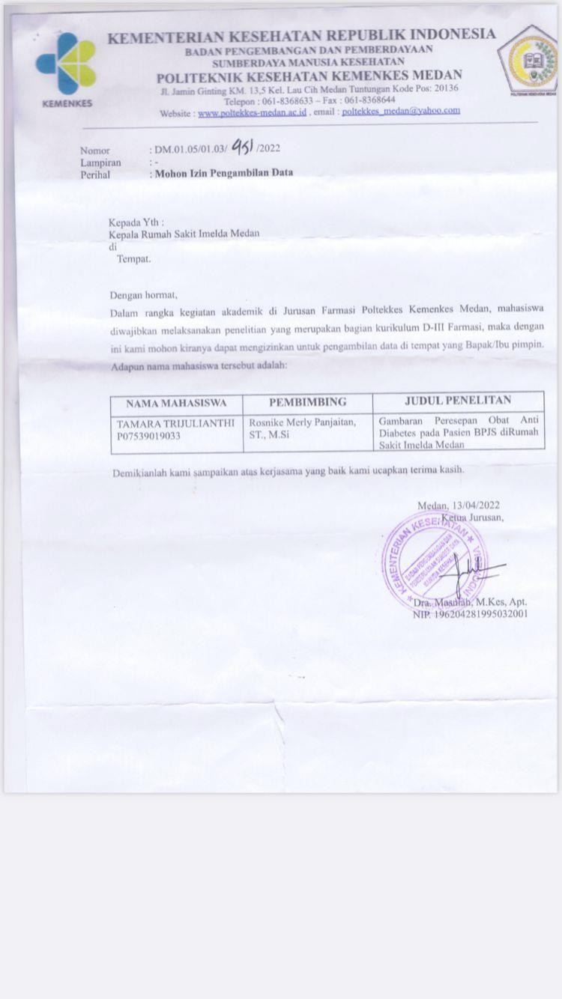 KEMENTERIAN KESEHATAN REPUBLIK INDONESIA
BADAN PENGEMBANGAN DAN PEMBERDAYAAN
SUMBERDAYA MANUSIA KESEHATAN
POLITEKNIK KESEHATAN KEMENKES MEDAN
Jl. Jamin Ginting KM. 13,5 Kel. Lau Cih Medan Tuntungan Kode Pos: 20136
Telepon : 061-8368633 – Fax : 061-8368644
Website : www.poltekkes-medan.ac.id , email : poltekkes_medan@yahoo.com
KEMENKES
Nomor : DM.01.05/01.03/ 951 /2022
Lampiran : -
Perihal : Mohon Izin Pengambilan Data
Kepada Yth :
Kepala Rumah Sakit Imelda Medan
di
Tempat.
Dengan hormat,
Dalam rangka kegiatan akademik di Jurusan Farmasi Poltekkes Kemenkes Medan, mahasiswa
diwajibkan melaksanakan penelitian yang merupakan bagian kurikulum D-III Farmasi, maka dengan
ini kami mohon kiranya dapat mengizinkan untuk pengambilan data di tempat yang Bapak/Ibu pimpin.
Adapun nama mahasiswa tersebut adalah:
NAMA MAHASISWA PEMBIMBING JUDUL PENELITAN
TAMARA TRIJULIANTHI Rosnike Merly Panjaitan, Gambaran Peresepan Obat Anti
P07539019033 ST., M.Si Diabetes pada Pasien BPJS diRumah
Sakit Imelda Medan
Demikianlah kami sampaikan atas kerjasama yang baik kami ucapkan terima kasih.
Medan, 13/04/2022
Ketua Jurusan,
KEMENTERIAN KESEHATAN
BADAN PENGEMBANGAN DAN
PEMBERDAYAAN SUMBER DAYA
MANUSIA KESEHATAN
Dra. Masniah, M.Kes, Apt.
NIP. 196204281995032001